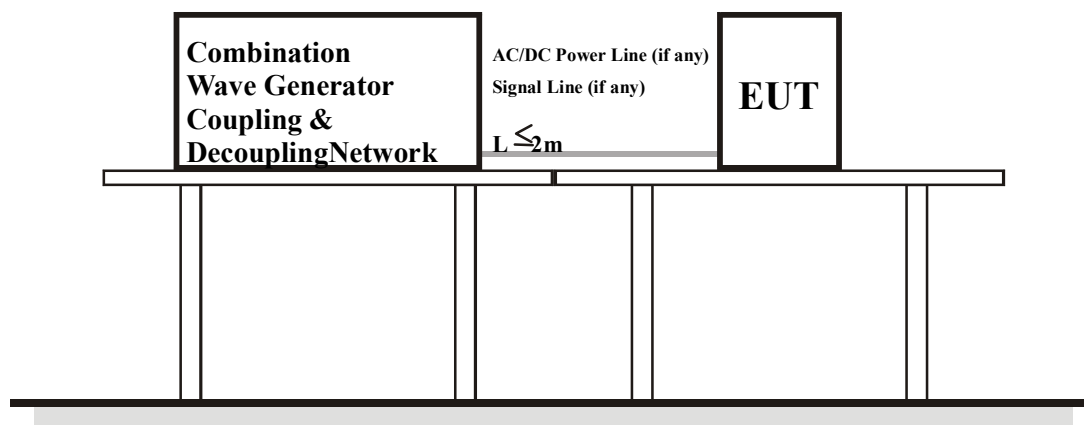 Combination
Wave Generator
Coupling &
DecouplingNetwork
AC/DC Power Line (if any)
Signal Line (if any)
L ≤2m
EUT